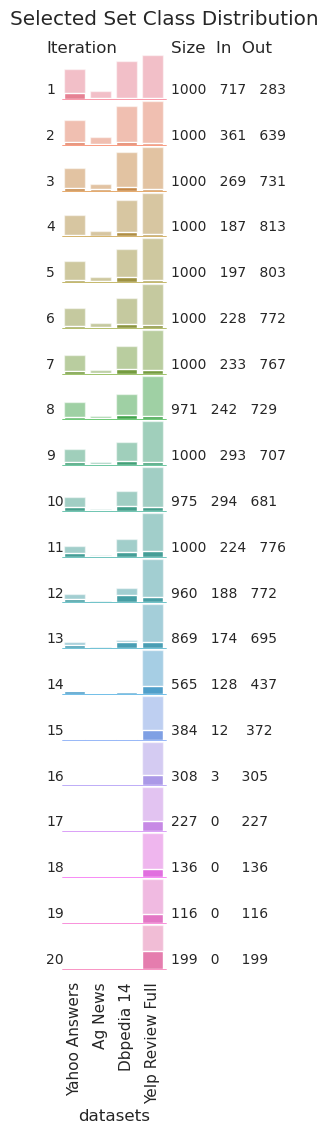 Selected Set Class Distribution
Iteration Size In Out
1 1000 717 283
2 1000 361 639
3 1000 269 731
4 1000 187 813
5 1000 197 803
6 1000 228 772
7 1000 233 767
8 971 242 729
9 1000 293 707
10 975 294 681
11 1000 224 776
12 960 188 772
13 869 174 695
14 565 128 437
15 384 12 372
16 308 3 305
17 227 0 227
18 136 0 136
19 116 0 116
20 199 0 199
Yahoo Answers
Ag News
Dbpedia 14
Yelp Review Full
datasets